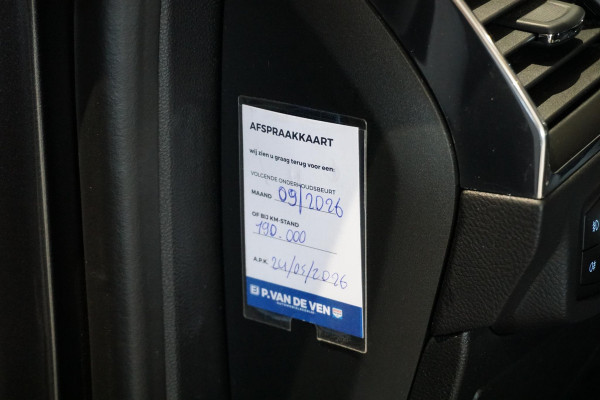 AFSPRAAKKAART
wij zien u graag terug voor een:
VOLGENDE ONDERHOUDSBEURT
MAAND 09/2026
OF BIJ KM-STAND
190.000
A.P.K. 24/05/2026
P. VAN DE VEN